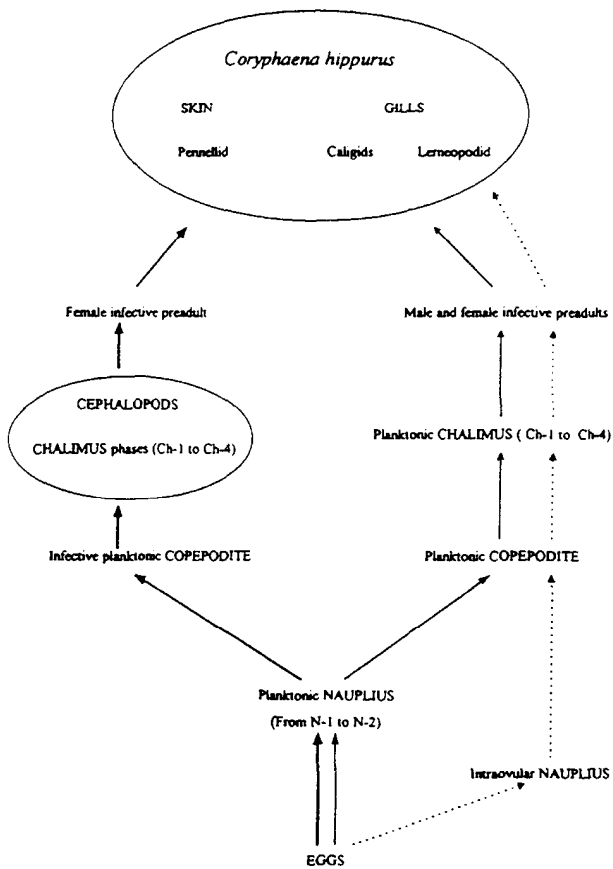 Coryphaena hippurus
SKIN GILLS
Pennellid Caligids Lerneopodid
Female infective preadult Male and female infective preadults
CEPHALOPODS
CHALIMUS phases (Ch-1 to Ch-4)
Planktonic CHALIMUS ( Ch-1 to Ch-4)
Infective planktonic COPEPODITE Planktonic COPEPODITE
Planktonic NAUPLIUS
(From N-1 to N-2)
Intraovular NAUPLIUS
EGGS